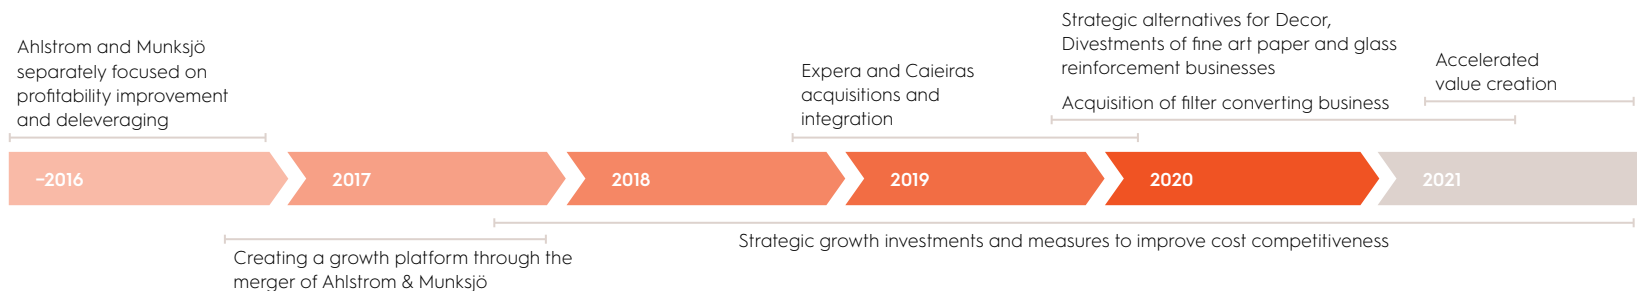 Ahlstrom and Munksjö
separately focused on
profitability improvement
and deleveraging
Expera and Caieiras
acquisitions and
integration
Strategic alternatives for Decor,
Divestments of fine art paper and glass
reinforcement businesses
Acquisition of filter converting business
Accelerated
value creation
–2016
2017
2018
2019
2020
2021
Creating a growth platform through the
merger of Ahlstrom & Munksjö
Strategic growth investments and measures to improve cost competitiveness